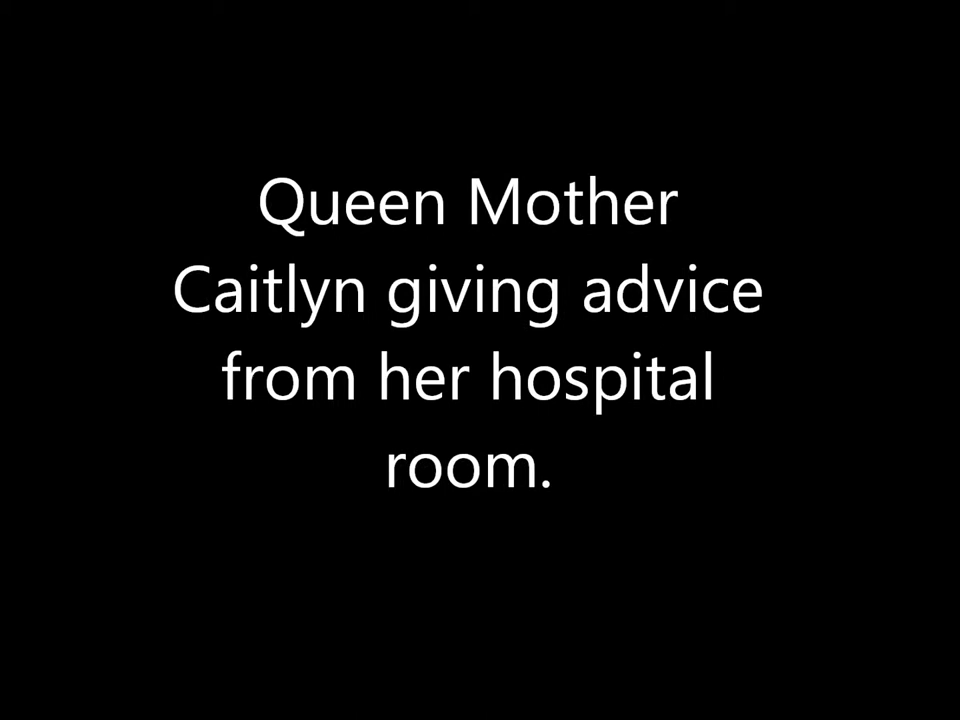 Queen Mother
Caitlyn giving advice
from her hospital
room.